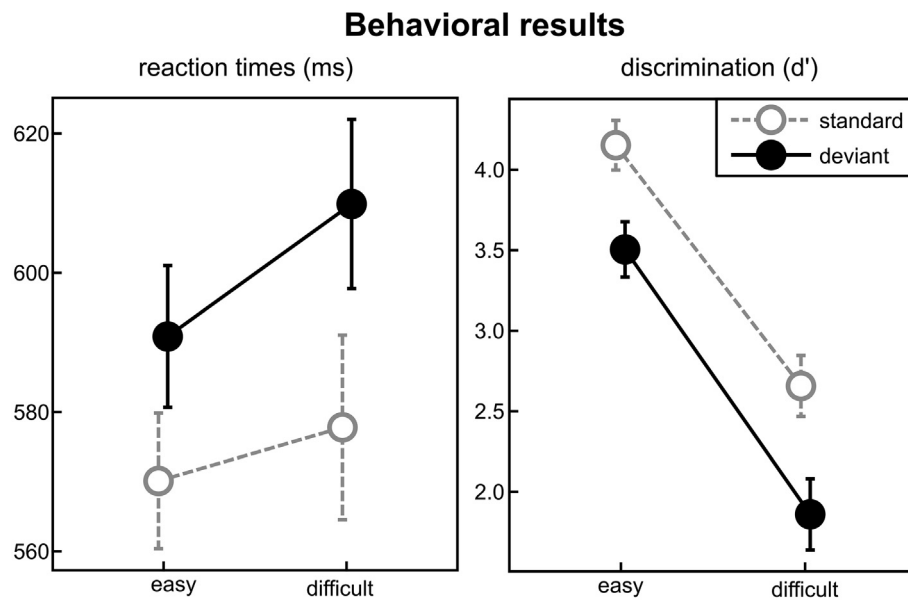 Behavioral results
reaction times (ms)
620
600
580
560
easy
difficult
discrimination (d')
standard
deviant
4.0
3.5
3.0
2.5
2.0
easy
difficult